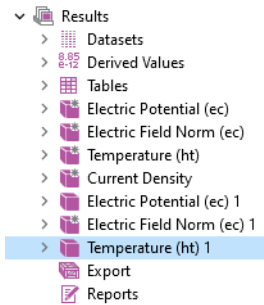 Results
Datasets
8.85
e-12
Derived Values
Tables
Electric Potential (ec)
Electric Field Norm (ec)
Temperature (ht)
Current Density
Electric Potential (ec) 1
Electric Field Norm (ec) 1
Temperature (ht) 1
Export
Reports